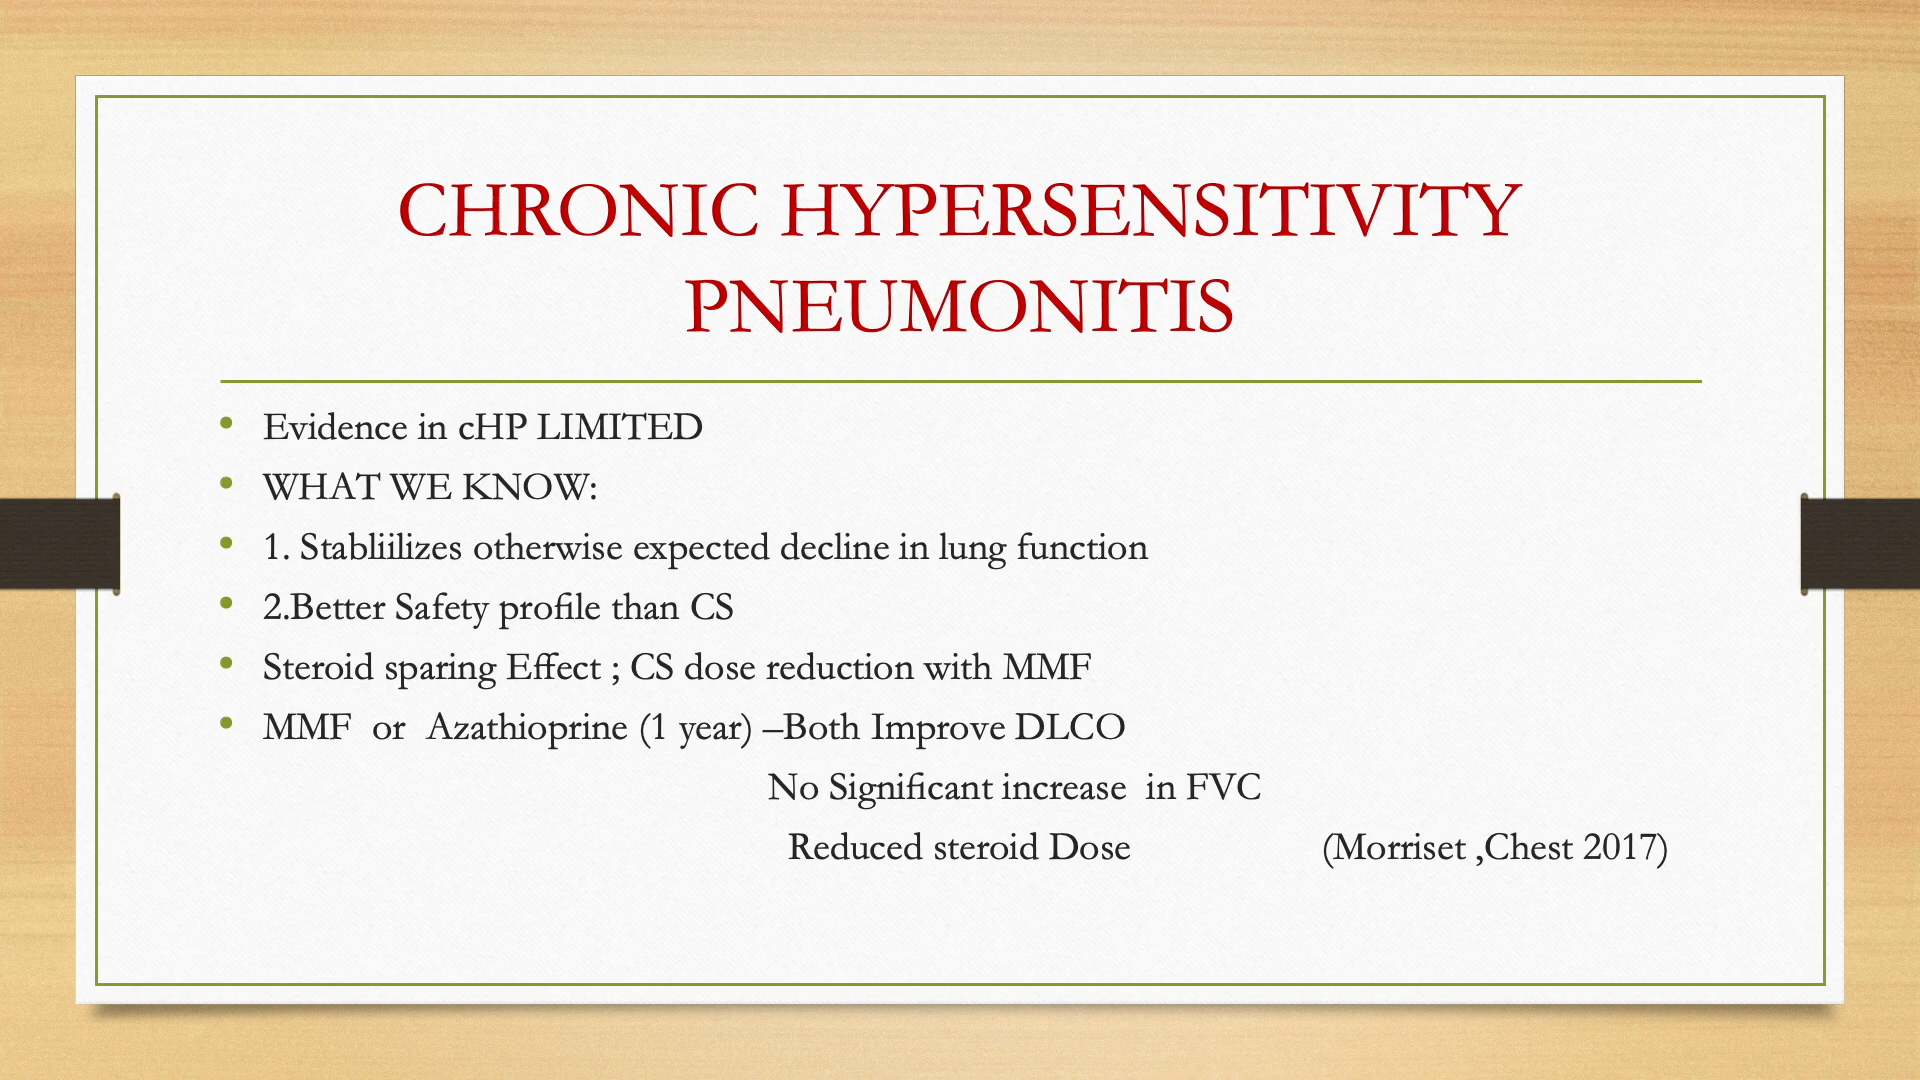 CHRONIC HYPERSENSITIVITY
PNEUMONITIS
• Evidence in cHP LIMITED
• WHAT WE KNOW:
• 1. Stabliilizes otherwise expected decline in lung function
• 2.Better Safety profile than CS
• Steroid sparing Effect ; CS dose reduction with MMF
• MMF or Azathioprine (1 year) –Both Improve DLCO
No Significant increase in FVC
Reduced steroid Dose (Morriset ,Chest 2017)